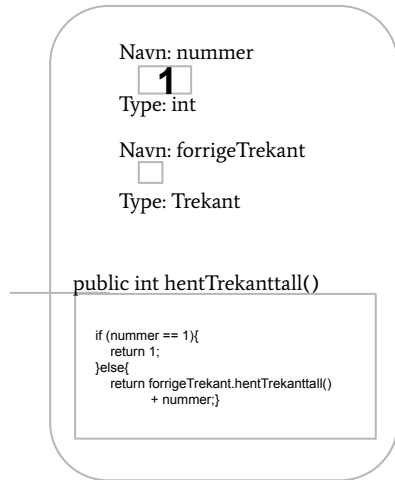 Navn: nummer
1
Type: int
Navn: forrigeTrekant
Type: Trekant
public int hentTrekanttall()
if (nummer == 1){
return 1;
}else{
return forrigeTrekant.hentTrekanttall()
+ nummer;}